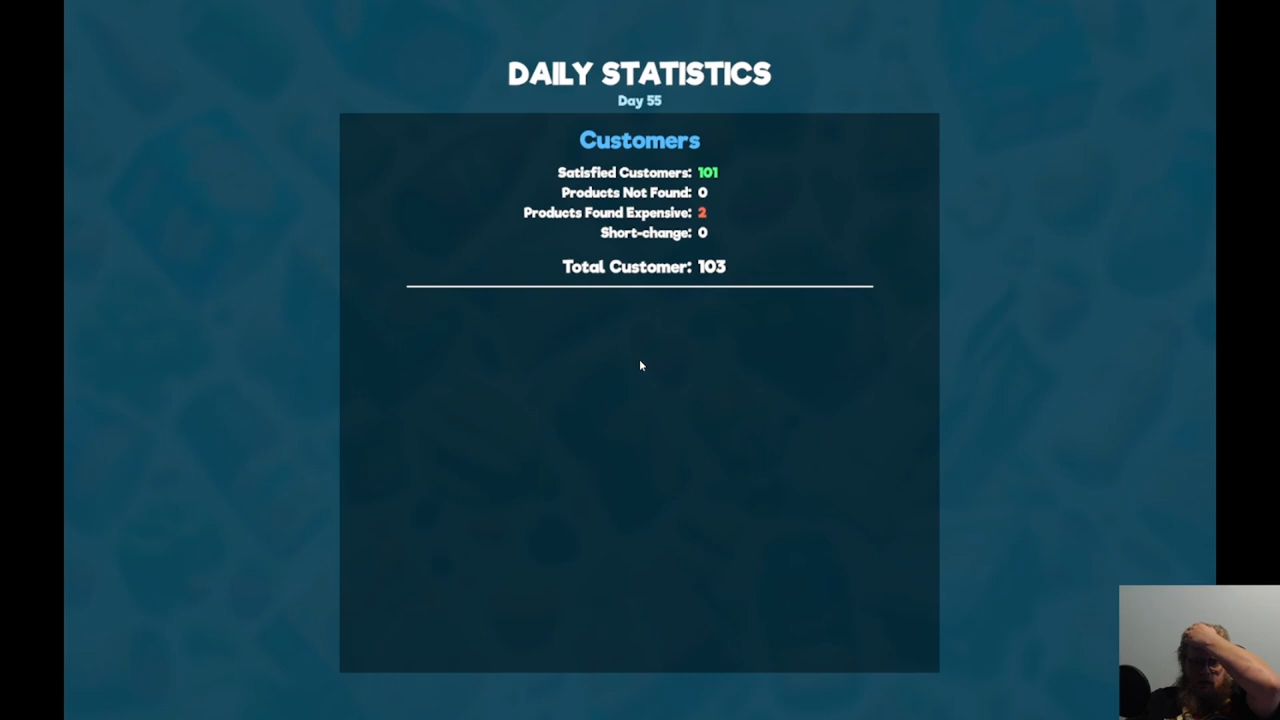 DAILY STATISTICS
Day 55
Customers
Satisfied Customers: 101
Products Not Found: 0
Products Found Expensive: 2
Short-change: 0
Total Customer: 103